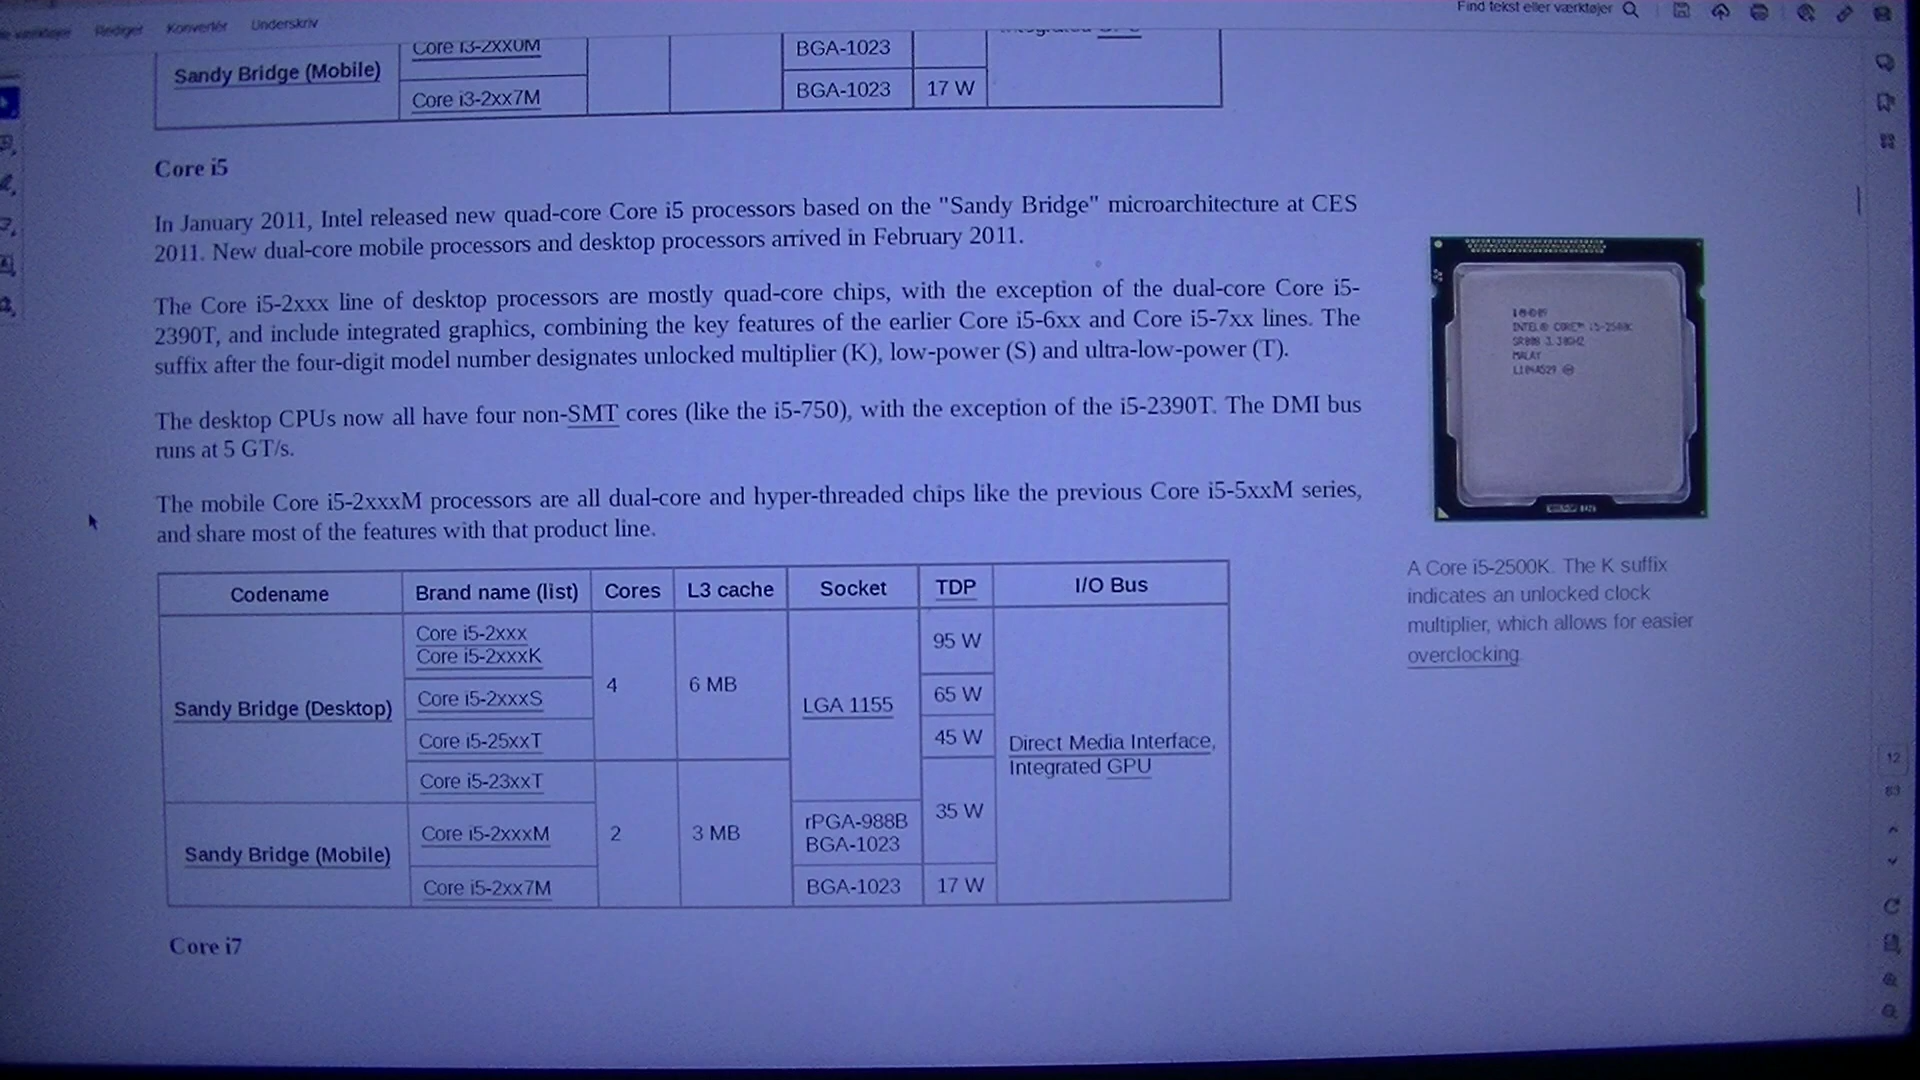 Rediger Konverter Underskriv
Find tekst eller værktøjer
Sandy Bridge (Mobile)
Core i3-2xx0M
BGA-1023
Core i3-2xx7M
BGA-1023
17 W
Core i5
In January 2011, Intel released new quad-core Core i5 processors based on the "Sandy Bridge" microarchitecture at CES
2011. New dual-core mobile processors and desktop processors arrived in February 2011.
The Core i5-2xxx line of desktop processors are mostly quad-core chips, with the exception of the dual-core Core i5-
2390T, and include integrated graphics, combining the key features of the earlier Core i5-6xx and Core i5-7xx lines. The
suffix after the four-digit model number designates unlocked multiplier (K), low-power (S) and ultra-low-power (T).
The desktop CPUs now all have four non-SMT cores (like the i5-750), with the exception of the i5-2390T. The DMI bus
runs at 5 GT/s.
The mobile Core i5-2xxxM processors are all dual-core and hyper-threaded chips like the previous Core i5-5xxM series,
and share most of the features with that product line.
INTEL® CORE™ i5-2500K
SR008 3.30GHZ
MALAY
A Core i5-2500K. The K suffix
indicates an unlocked clock
multiplier, which allows for easier
overclocking.
Codename Brand name (list) Cores L3 cache Socket TDP I/O Bus
Sandy Bridge (Desktop)
Core i5-2xxx
Core i5-2xxxK
4
6 MB
LGA 1155
95 W
Direct Media Interface,
Integrated GPU
Core i5-2xxxS
65 W
Core i5-25xxT
45 W
Core i5-23xxT
2
3 MB
35 W
Sandy Bridge (Mobile)
Core i5-2xxxM
rPGA-988B
BGA-1023
Core i5-2xx7M
BGA-1023
17 W
Core i7
12
83